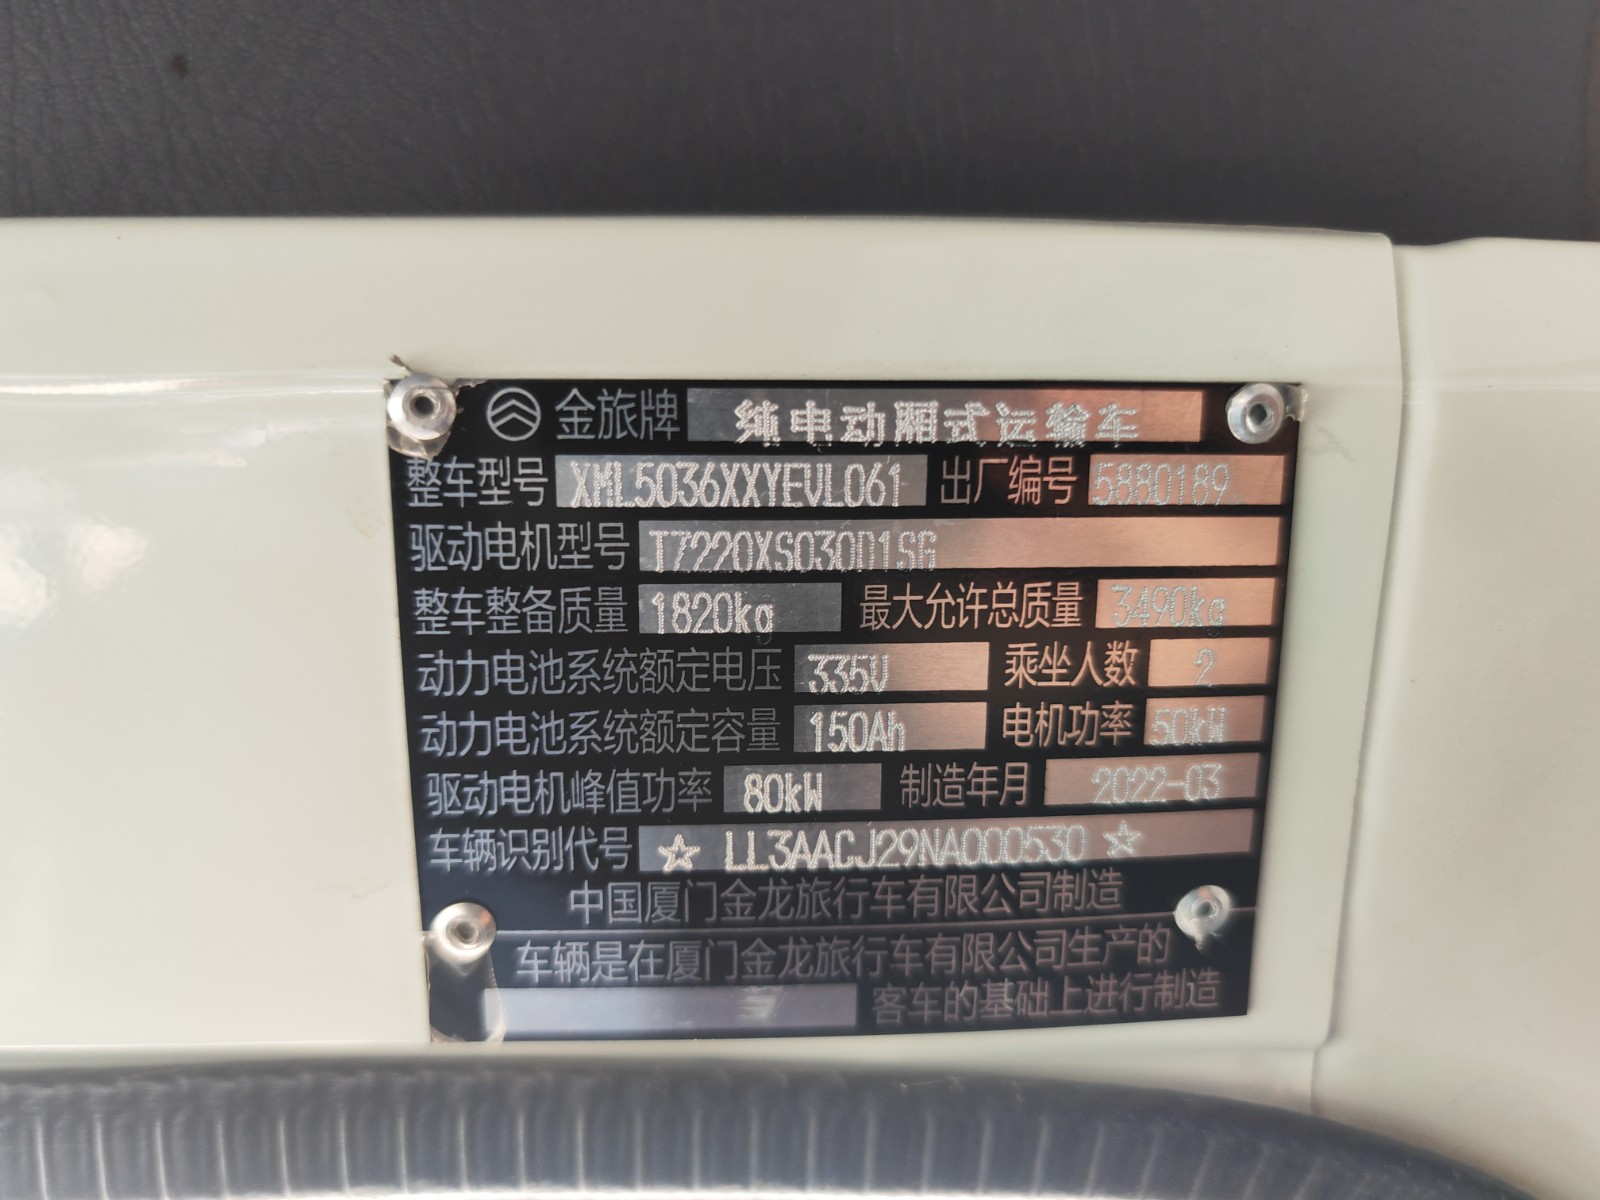 金旅牌 纯电动厢式运输车
整车型号 XML5036XXYEVL061 出厂编号 5880189
驱动电机型号 TZ220XS030D1SG
整车整备质量 1820kg 最大允许总质量 3490kg
动力电池系统额定电压 335V 乘坐人数 2
动力电池系统额定容量 150Ah 电机功率 50kW
驱动电机峰值功率 80kW 制造年月 2022-03
车辆识别代号 ☆ LL3AACJ29NA000530 ☆
中国厦门金龙旅行车有限公司制造
车辆是在厦门金龙旅行车有限公司生产的
客车的基础上进行制造